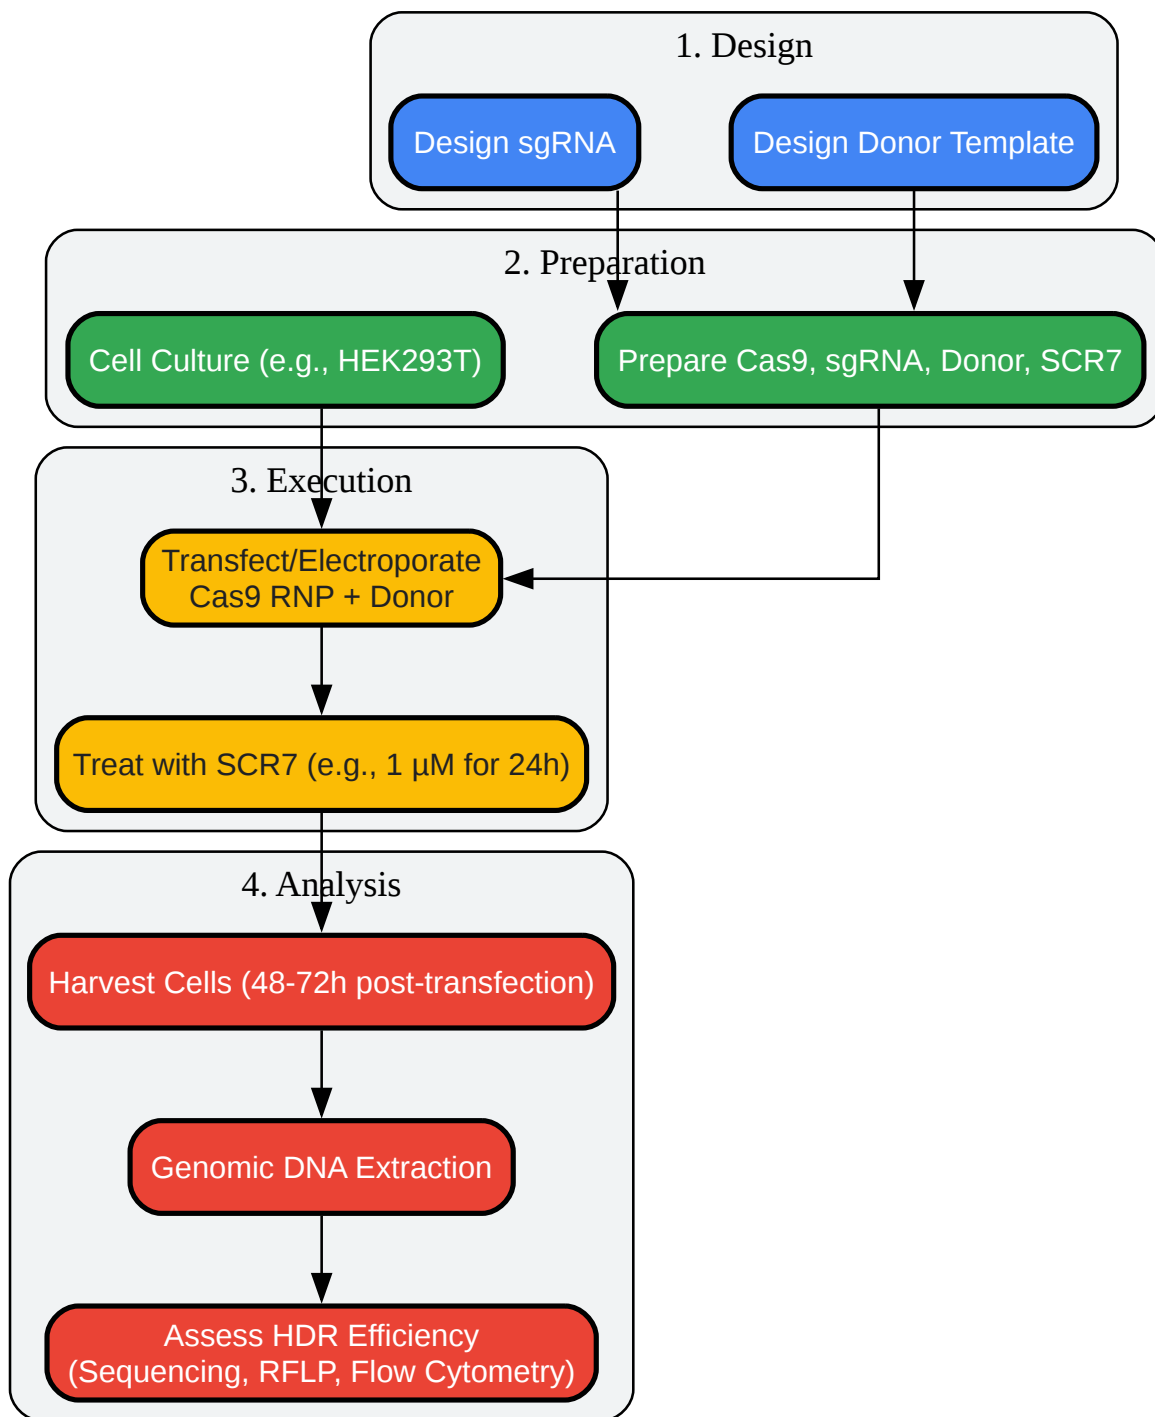 1. Design
Design sgRNA
Design Donor Template
2. Preparation
Cell Culture (e.g., HEK293T)
Prepare Cas9, sgRNA, Donor, SCR7
3. Execution
Transfect/Electroporate
Cas9 RNP + Donor
Treat with SCR7 (e.g., 1 µM for 24h)
4. Analysis
Harvest Cells (48-72h post-transfection)
Genomic DNA Extraction
Assess HDR Efficiency
(Sequencing, RFLP, Flow Cytometry)